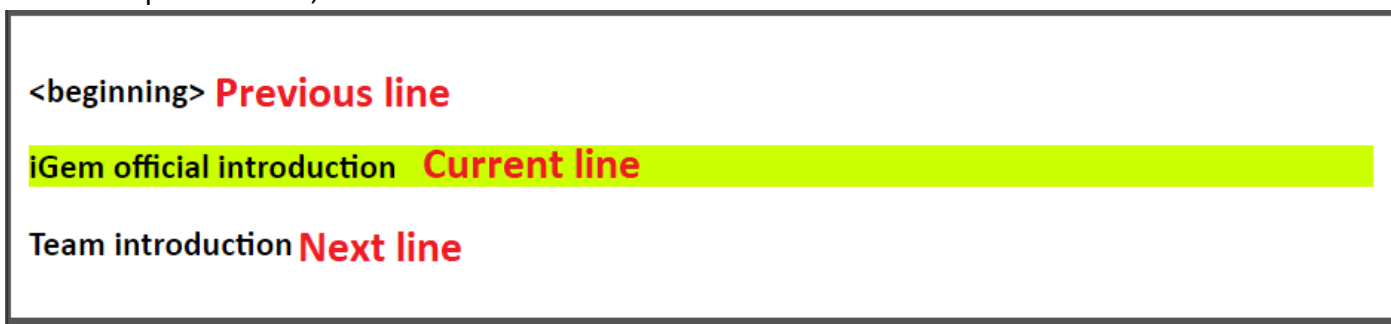 <beginning> Previous line
iGem official introduction Current line
Team introduction Next line